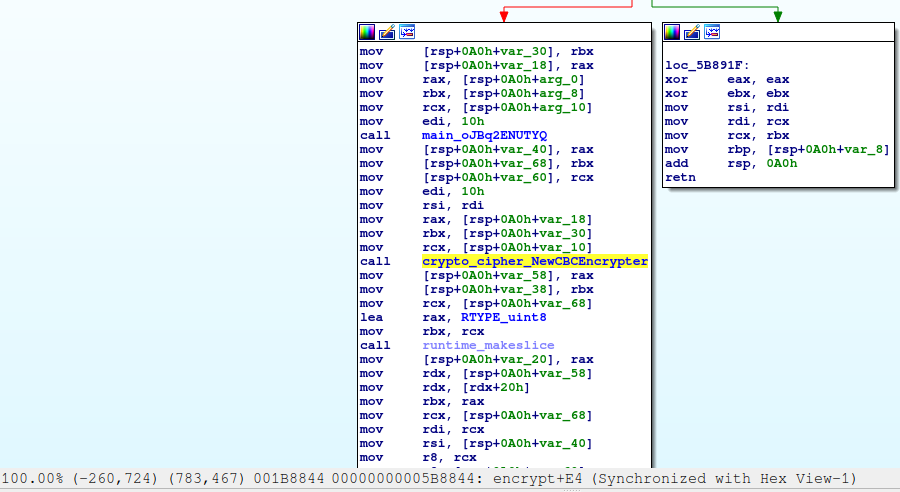 mov [rsp+0A0h+var_30], rbx
mov [rsp+0A0h+var_18], rax
mov rax, [rsp+0A0h+arg_0]
mov rbx, [rsp+0A0h+arg_8]
mov rcx, [rsp+0A0h+arg_10]
mov edi, 10h
call main_oJBq2ENUTYQ
mov [rsp+0A0h+var_40], rax
mov [rsp+0A0h+var_68], rbx
mov [rsp+0A0h+var_60], rcx
mov edi, 10h
mov rsi, rdi
mov rax, [rsp+0A0h+var_18]
mov rbx, [rsp+0A0h+var_30]
mov rcx, [rsp+0A0h+var_10]
call crypto_cipher_NewCBCEncrypter
mov [rsp+0A0h+var_58], rax
mov [rsp+0A0h+var_38], rbx
mov rcx, [rsp+0A0h+var_68]
lea rax, RTYPE_uint8
mov rbx, rcx
call runtime_makeslice
mov [rsp+0A0h+var_20], rax
mov rdx, [rsp+0A0h+var_58]
mov rdx, [rdx+20h]
mov rbx, rax
mov rcx, [rsp+0A0h+var_68]
mov rdi, rcx
mov rsi, [rsp+0A0h+var_40]
mov r8, rcx
loc_5B891F:
xor eax, eax
xor ebx, ebx
mov rsi, rdi
mov rdi, rcx
mov rcx, rbx
mov rbp, [rsp+0A0h+var_8]
add rsp, 0A0h
retn
100.00% (-260,724) (783,467) 001B8844 00000000005B8844: encrypt+E4 (Synchronized with Hex View-1)